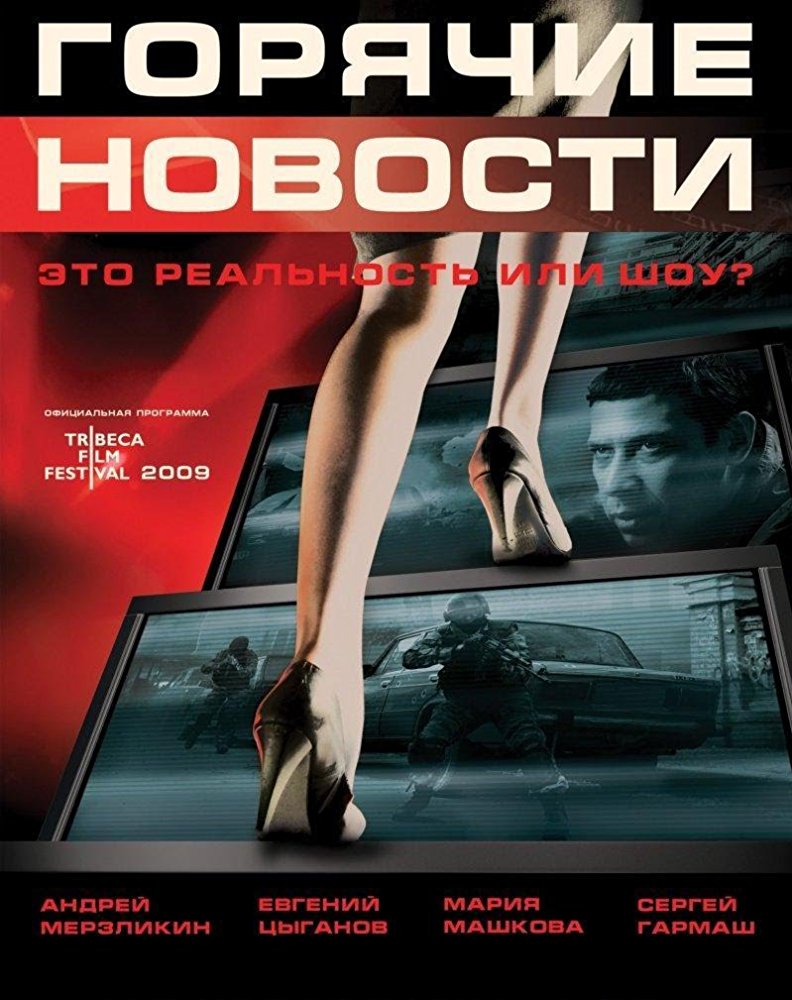 ГОРЯЧИЕ
НОВОСТИ
ЭТО РЕАЛЬНОСТЬ ИЛИ ШОУ?
ОФИЦИАЛЬНАЯ ПРОГРАММА
TRIBECA
FILM
FESTIVAL 2009
АНДРЕЙ
МЕРЗЛИКИН
ЕВГЕНИЙ
ЦЫГАНОВ
МАРИЯ
МАШКОВА
СЕРГЕЙ
ГАРМАШ